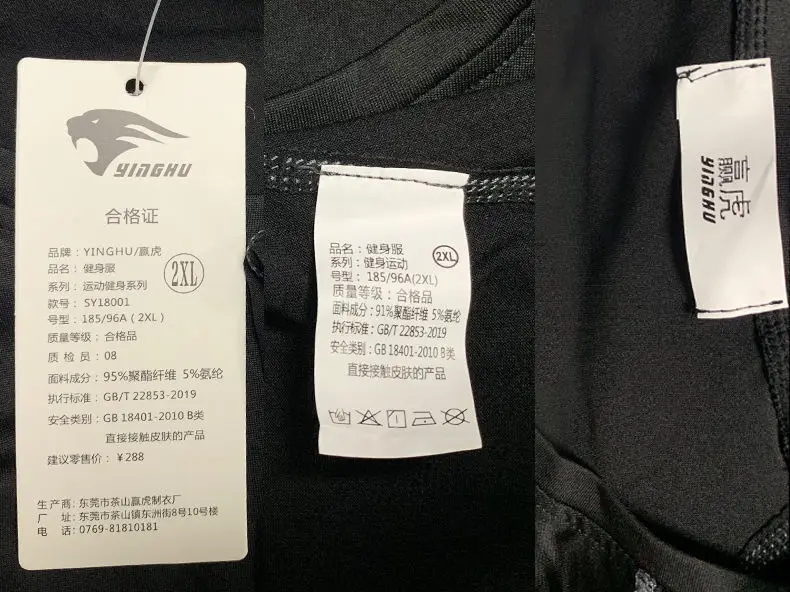 YINGHU
合格证
品牌：YINGHU/赢虎
品名：健身服
2XL
系列：运动健身系列
款号：SY18001
号型：185/96A（2XL）
质量等级：合格品
质检员：08
面料成分：95%聚酯纤维 5%氨纶
执行标准：GB/T 22853-2019
安全类别：GB 18401-2010 B类
直接接触皮肤的产品
建议零售价：￥288
生产商：东莞市茶山赢虎制衣厂
厂 址：东莞市茶山镇东洲街8号10号楼
电 话：0769-81810181
品名：健身服
2XL
系列：健身运动
号型：185/96A(2XL)
质量等级：合格品
面料成分：91%聚酯纤维 5%氨纶
执行标准：GB/T 22853-2019
安全类别：GB 18401-2010 B类
直接接触皮肤的产品
赢虎
YINGHU